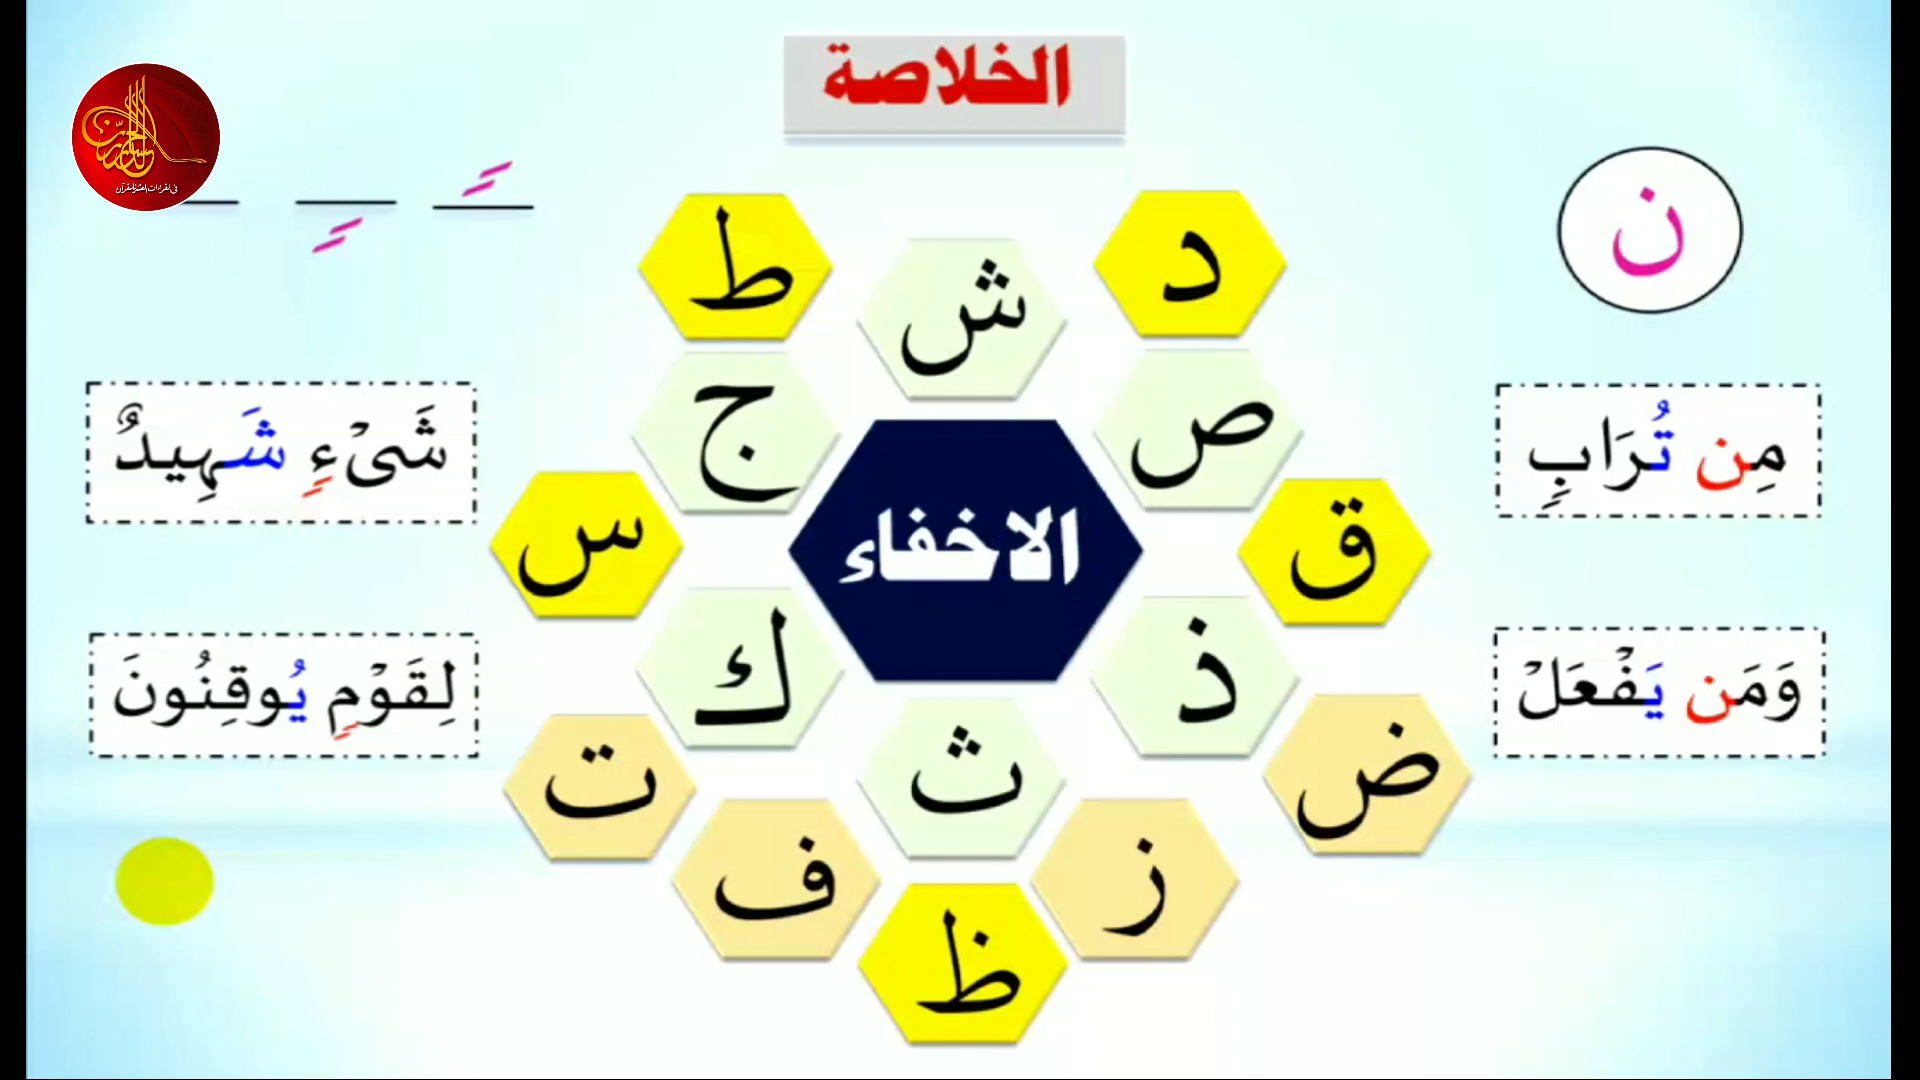 الخلاصة
ن
ط
ش
د
ج
ص
مِن تُرَابٍ
شَىْءٍ شَهِيدٌ
س
الاخفاء
ق
ك
ذ
وَمَن يَفْعَلْ
لِقَوْمٍ يُوقِنُونَ
ت
ث
ض
ف
ز
ظ